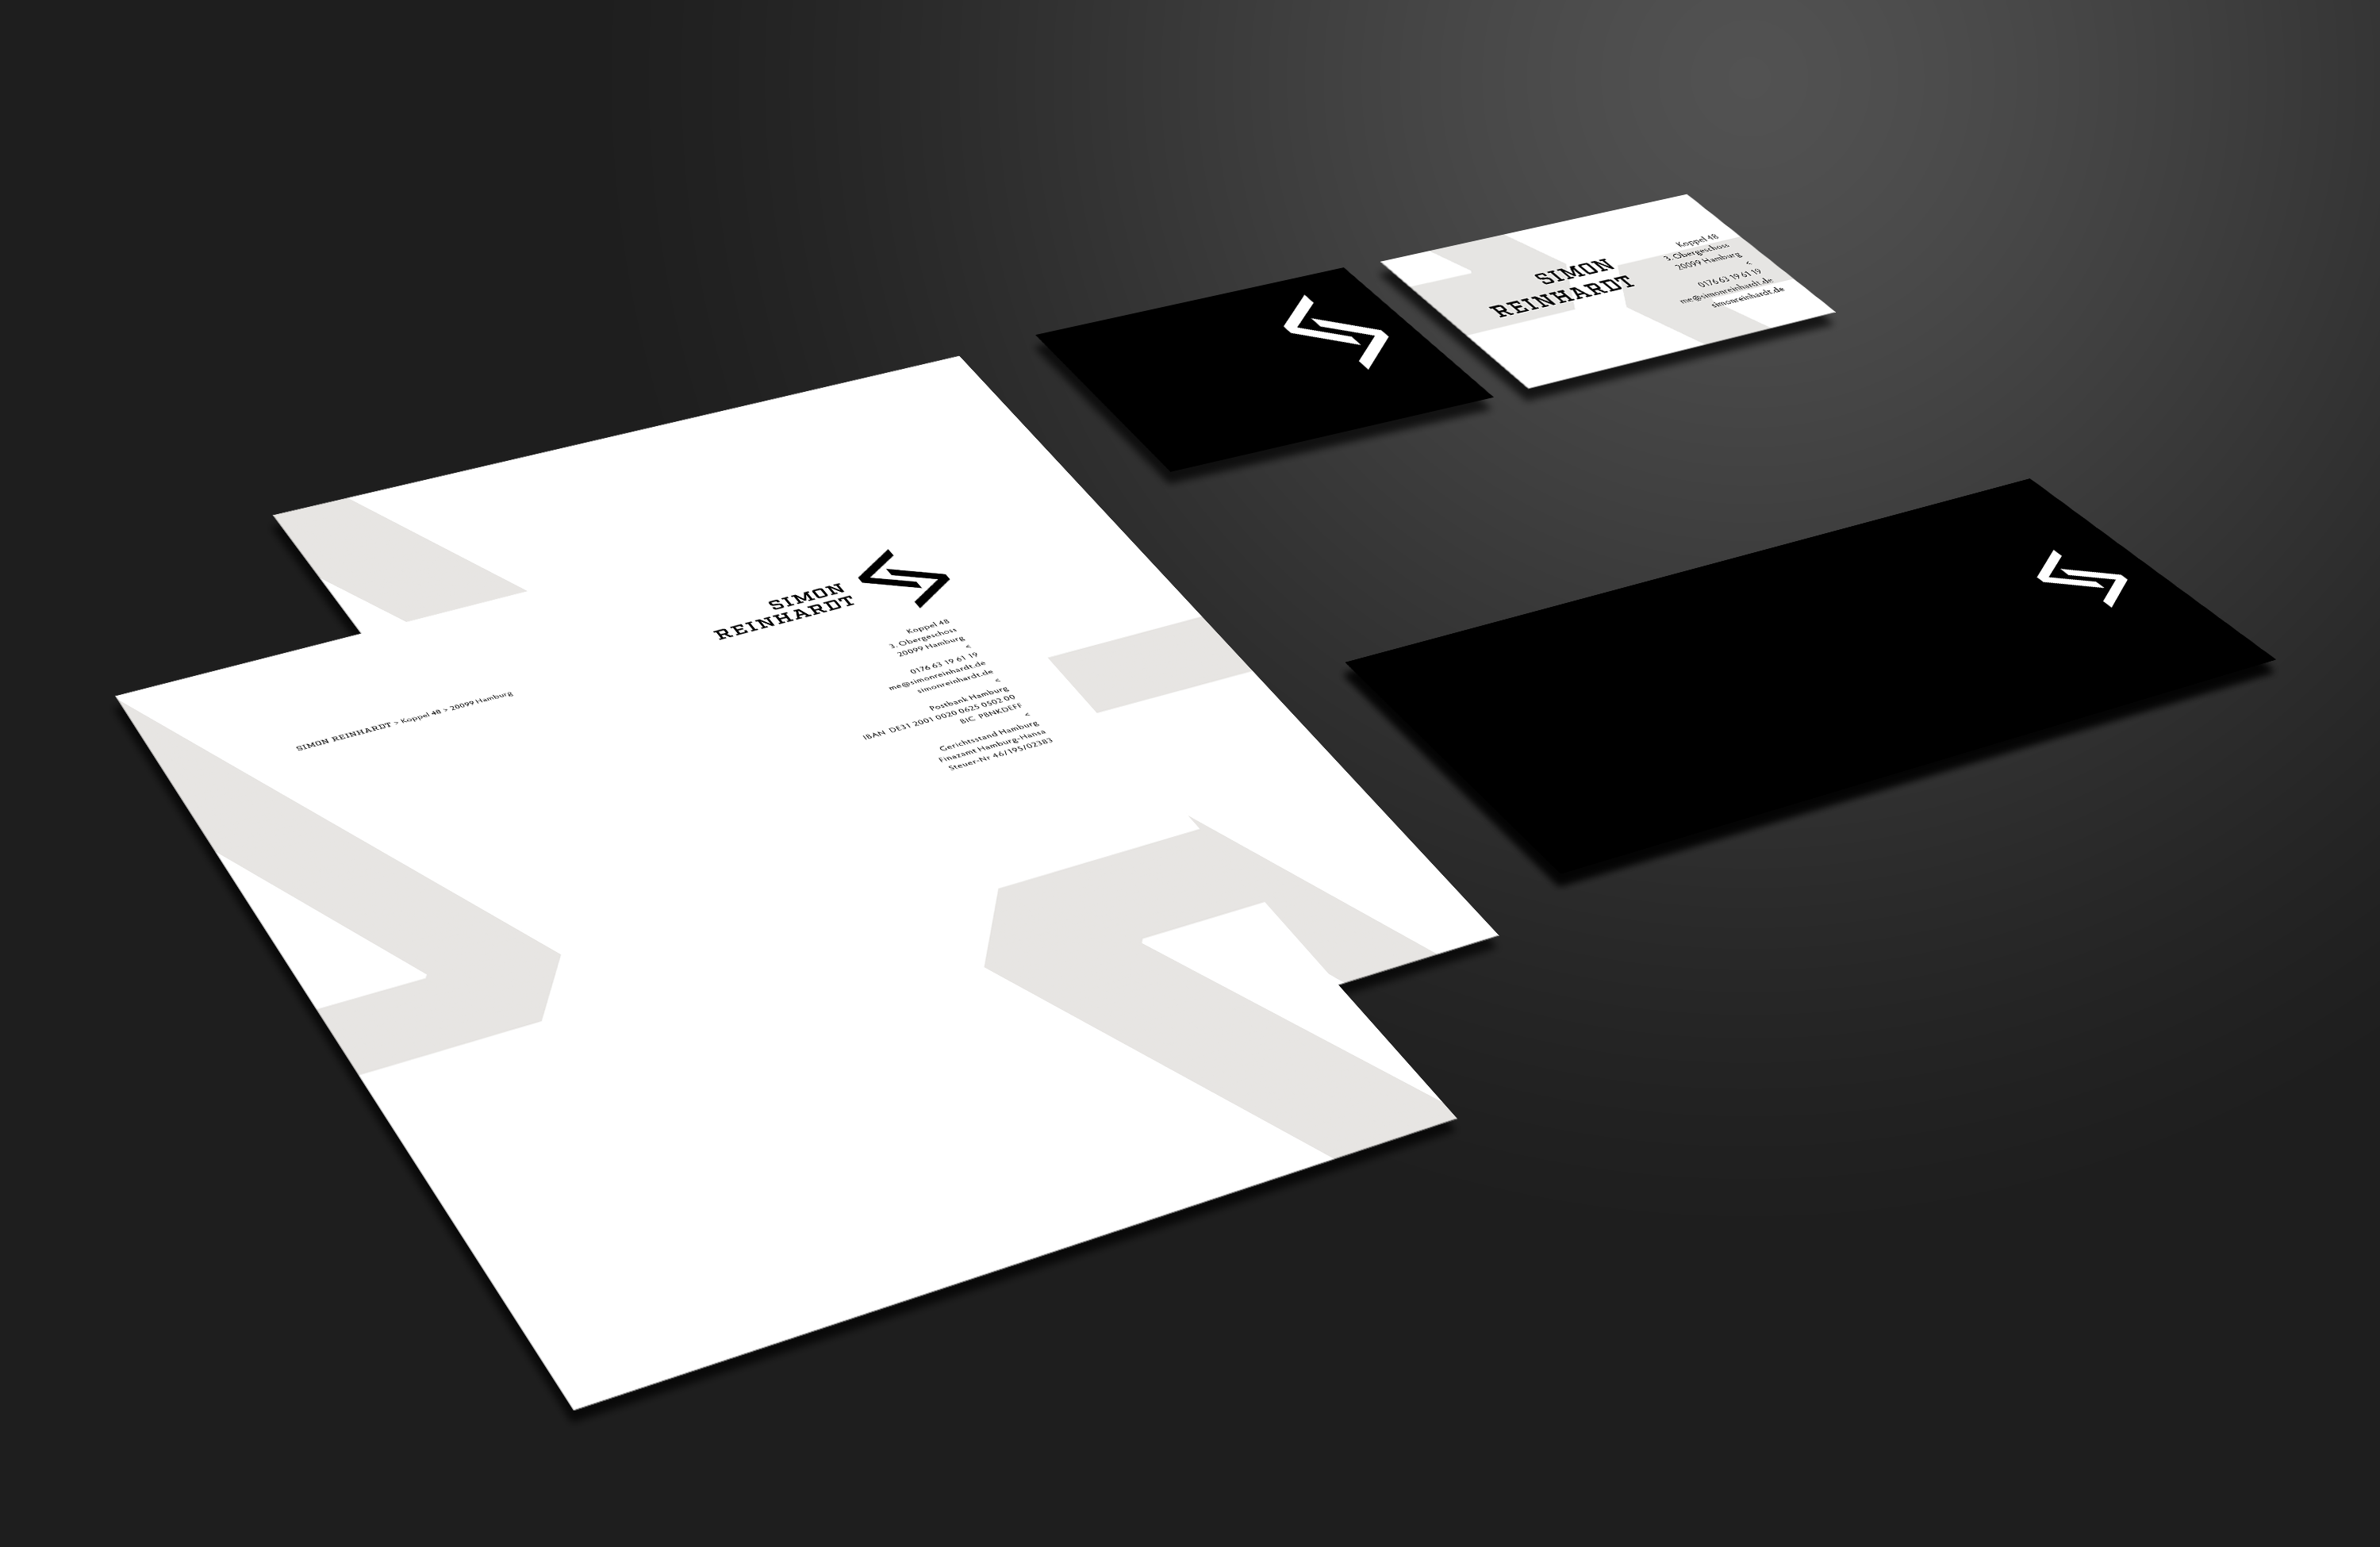 SIMON
REINHARDT
Koppel 48
3. Obergeschoss
20099 Hamburg
<
0176 63 19 61 19
me@simonreinhardt.de
simonreinhardt.de
SIMON
REINHARDT
Koppel 48
3. Obergeschoss
20099 Hamburg
<
0176 63 19 61 19
me@simonreinhardt.de
simonreinhardt.de
<
Postbank Hamburg
IBAN DE31 2001 0020 0625 0502 00
BIC PBNKDEFF
<
Gerichtsstand Hamburg
Finazamt Hamburg-Hansa
Steuer-Nr 46/195/02383
SIMON REINHARDT > Koppel 48 > 20099 Hamburg